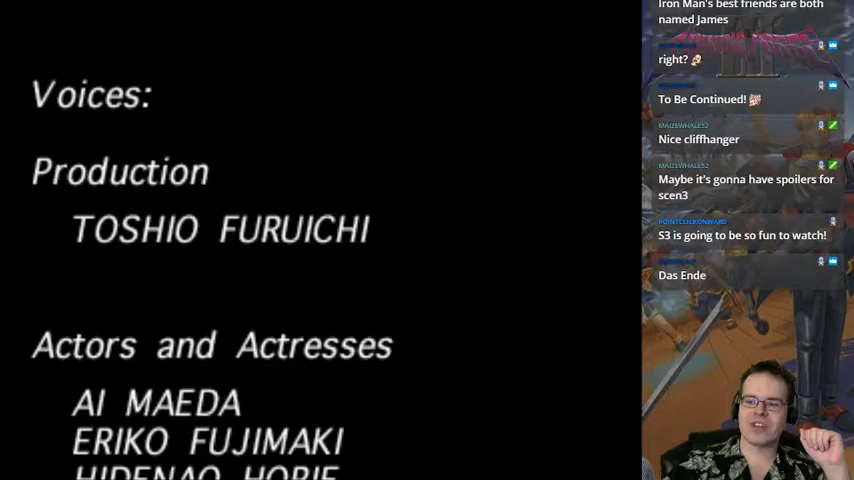 Voices:
Production
TOSHIO FURUICHI
Actors and Actresses
AI MAEDA
ERIKO FUJIMAKI
HIDENAO HORIE
Iron Man's best friends are both
named James
right?
To Be Continued!
MAIZEWHALE52
Nice cliffhanger
MAIZEWHALE52
Maybe it's gonna have spoilers for
scen3
POINTCLICKONWARD
S3 is going to be so fun to watch!
Das Ende